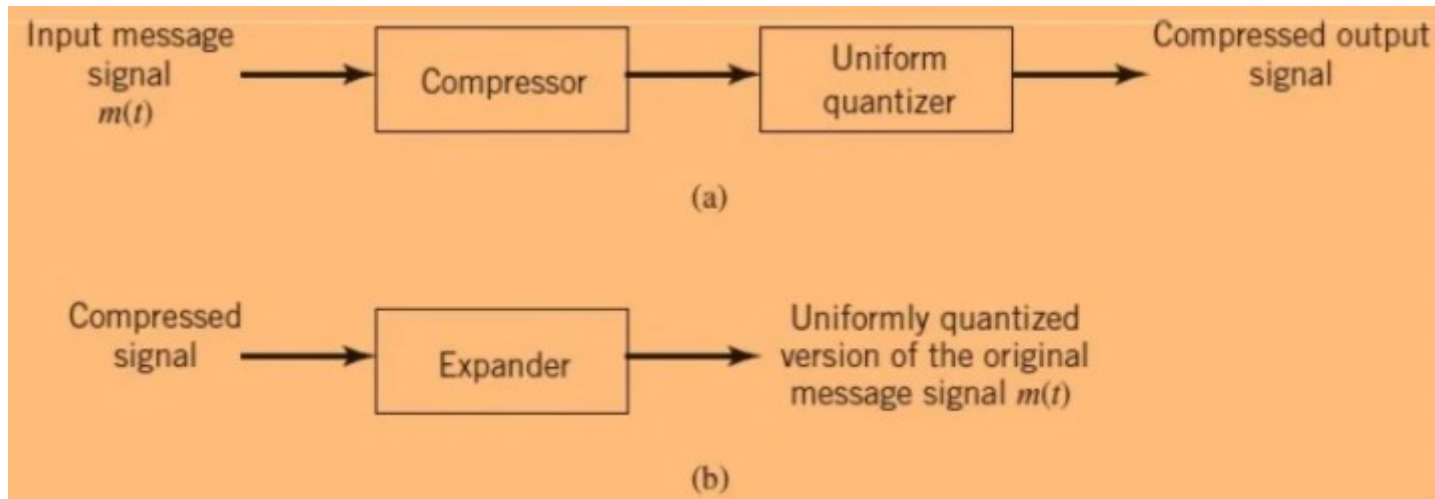 Input message
signal
m(t)
Compressor
Uniform
quantizer
Compressed output
signal
(a)
Compressed
signal
Expander
Uniformly quantized
version of the original
message signal m(t)
(b)